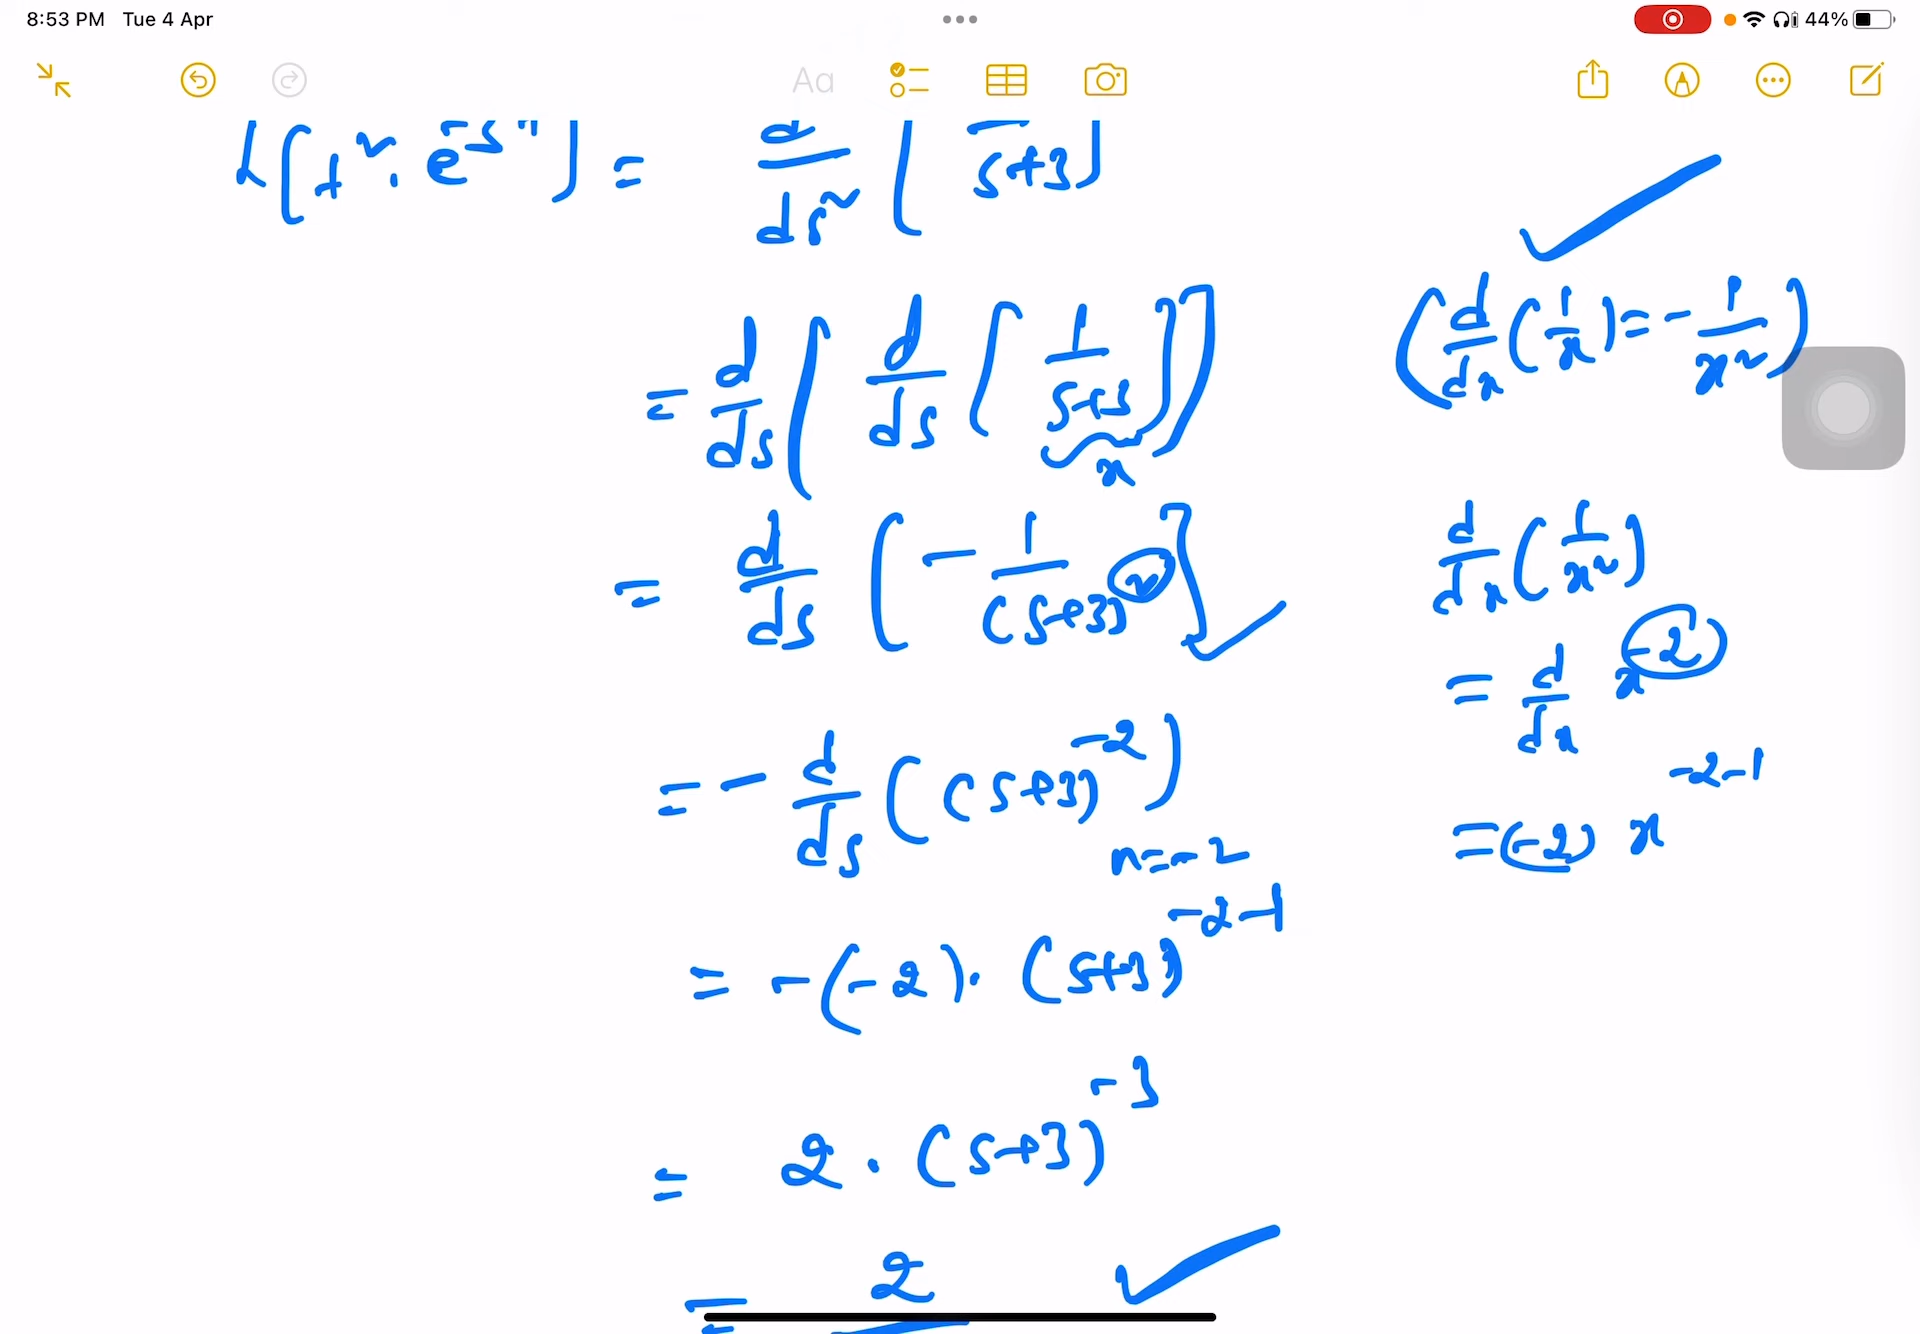 8:53 PM Tue 4 Apr
44%
Aa
L[t². e⁻³ᵗ] = d/ds² [1/s+3]
= d/ds [ d/ds [ 1/s+3 ] ]
x
= d/ds [ - 1/(s+3)² ]
= - d/ds ( (s+3)⁻² )
n=-2
= -(-2). (s+3)⁻²⁻¹
= 2 . (s+3)⁻³
= 2
( d/dx (1/x) = - 1/x² )
d/dx (1/x²)
= d/dx x⁻²
= (-2) x⁻²⁻¹